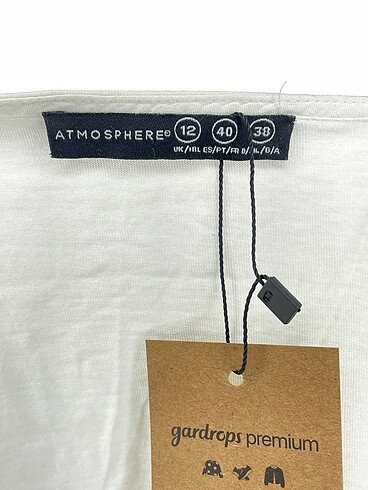 ATMOSPHERE® 12 40 38
UK/IRL ES/PT/FR D/NL/B/A
gardrops premium